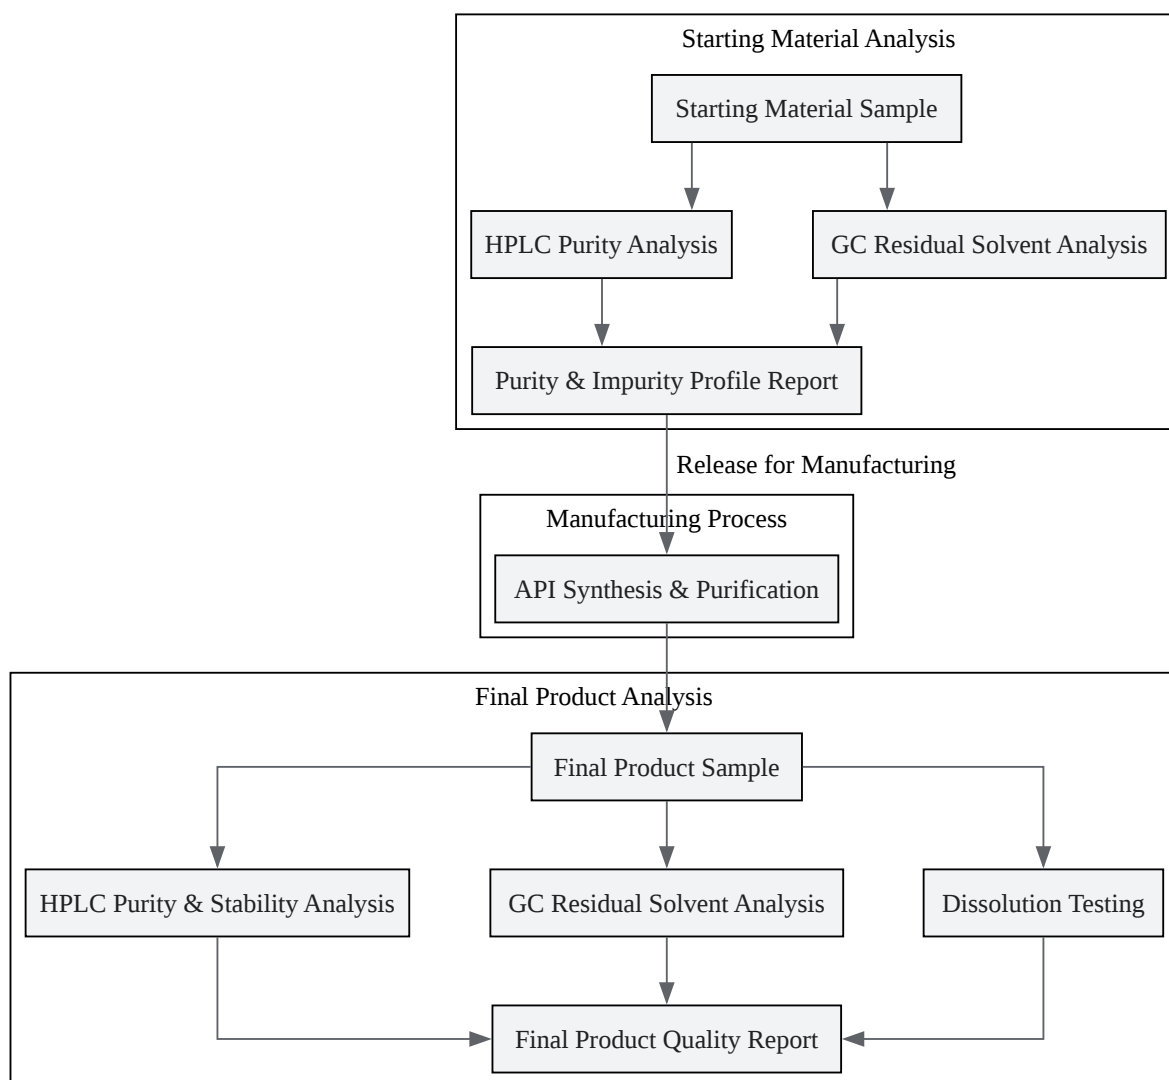 Starting Material Analysis
Starting Material Sample
HPLC Purity Analysis
GC Residual Solvent Analysis
Purity & Impurity Profile Report
Release for Manufacturing
Manufacturing Process
API Synthesis & Purification
Final Product Analysis
Final Product Sample
HPLC Purity & Stability Analysis
GC Residual Solvent Analysis
Dissolution Testing
Final Product Quality Report